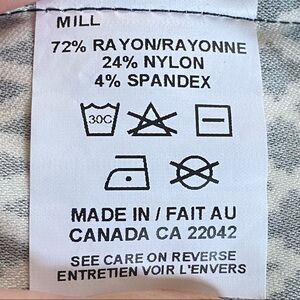 MILL
72% RAYON/RAYONNE
24% NYLON
4% SPANDEX
30C
MADE IN / FAIT AU
CANADA CA 22042
SEE CARE ON REVERSE
ENTRETIEN VOIR L'ENVERS